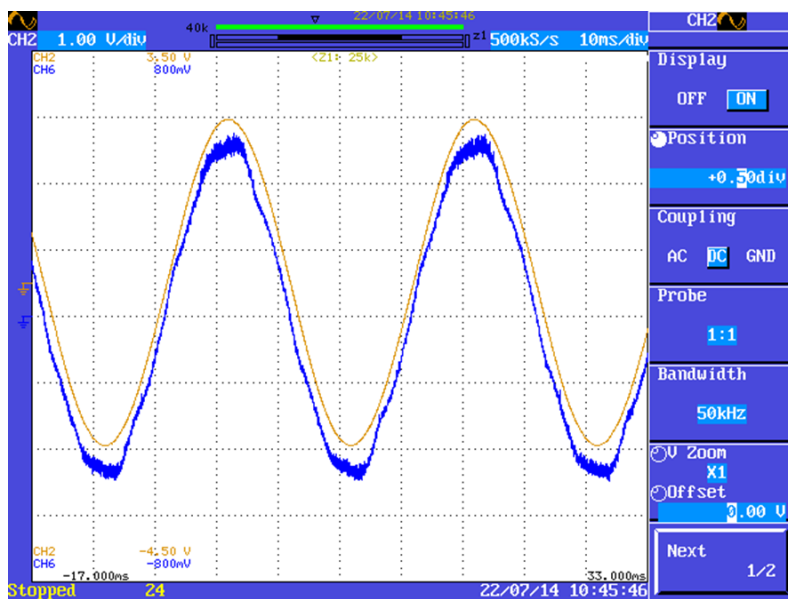 22/07/14 10:45:46
40k
CH2 1.00 V/div
z1 500kS/s 10ms/div
CH2 3.50 V <Z1: 25k>
CH6 800mV
CH2 -4.50 V
CH6 -800mV
-17.000ms 33.000ms
Stopped 24 22/07/14 10:45:46
CH2
Display
OFF ON
Position
+0.50div
Coupling
AC DC GND
Probe
1:1
Bandwidth
50kHz
V Zoom
X1
Offset
0.00 V
Next
1/2